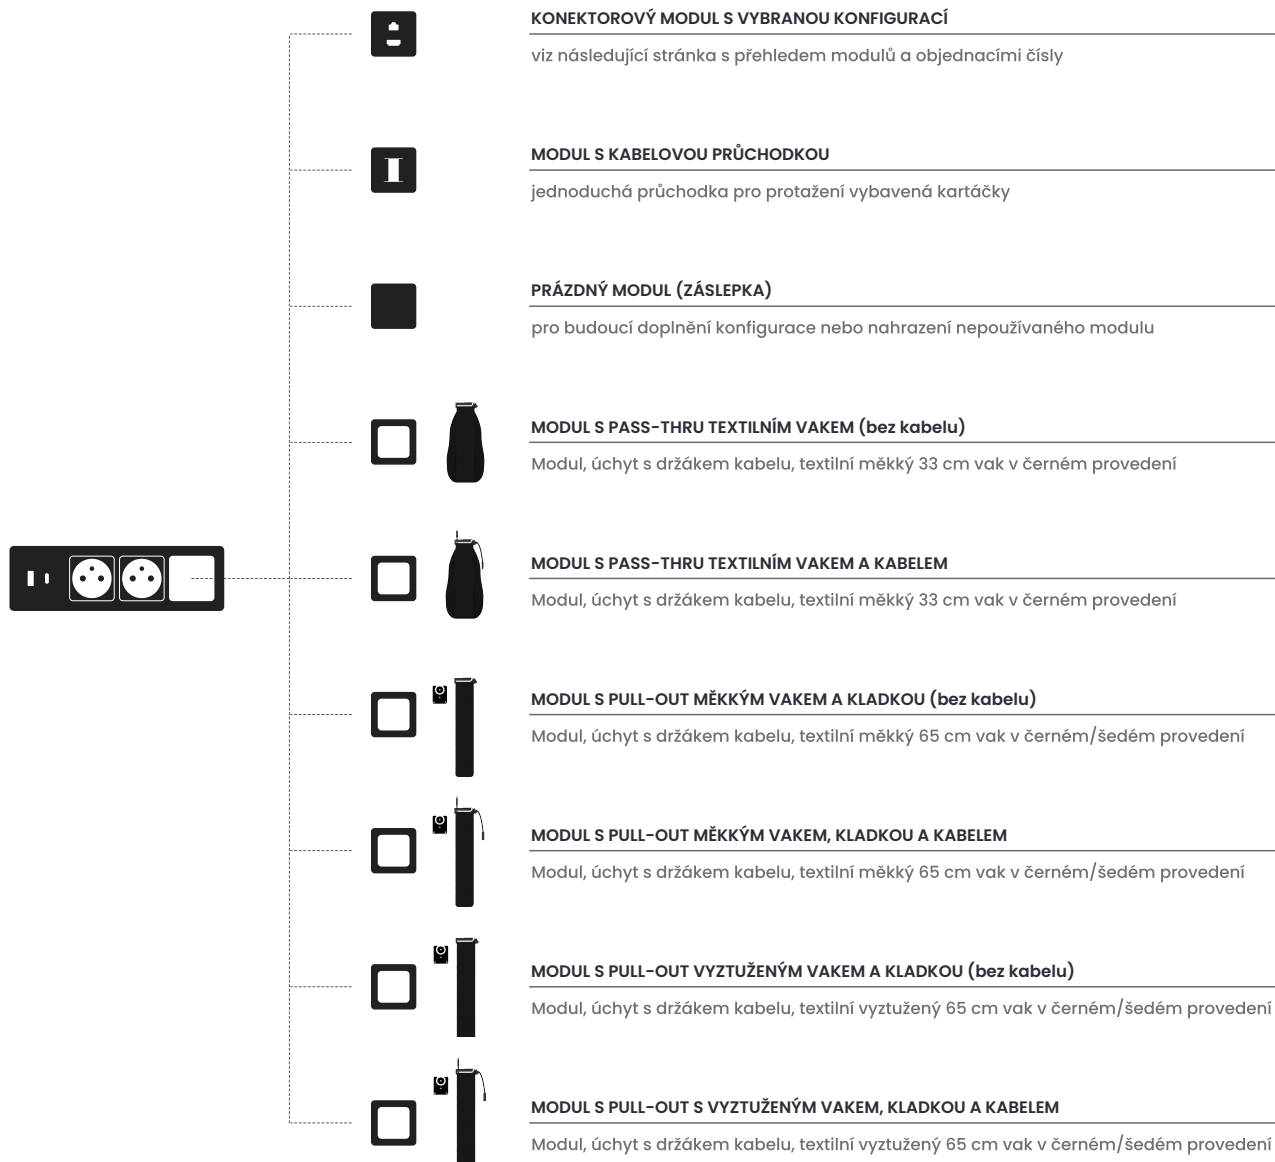 KONEKTOROVÝ MODUL S VYBRANOU KONFIGURACÍ
viz následující stránka s přehledem modulů a objednacími čísly
MODUL S KABELOVOU PRŮCHODKOU
jednoduchá průchodka pro protažení vybavená kartáčky
PRÁZDNÝ MODUL (ZÁSLEPKA)
pro budoucí doplnění konfigurace nebo nahrazení nepoužívaného modulu
MODUL S PASS-THRU TEXTILNÍM VAKEM (bez kabelu)
Modul, úchyt s držákem kabelu, textilní měkký 33 cm vak v černém provedení
MODUL S PASS-THRU TEXTILNÍM VAKEM A KABELEM
Modul, úchyt s držákem kabelu, textilní měkký 33 cm vak v černém provedení
MODUL S PULL-OUT MĚKKÝM VAKEM A KLADKOU (bez kabelu)
Modul, úchyt s držákem kabelu, textilní měkký 65 cm vak v černém/šedém provedení
MODUL S PULL-OUT MĚKKÝM VAKEM, KLADKOU A KABELEM
Modul, úchyt s držákem kabelu, textilní měkký 65 cm vak v černém/šedém provedení
MODUL S PULL-OUT VYZTUŽENÝM VAKEM A KLADKOU (bez kabelu)
Modul, úchyt s držákem kabelu, textilní vyztužený 65 cm vak v černém/šedém provedení
MODUL S PULL-OUT S VYZTUŽENÝM VAKEM, KLADKOU A KABELEM
Modul, úchyt s držákem kabelu, textilní vyztužený 65 cm vak v černém/šedém provedení